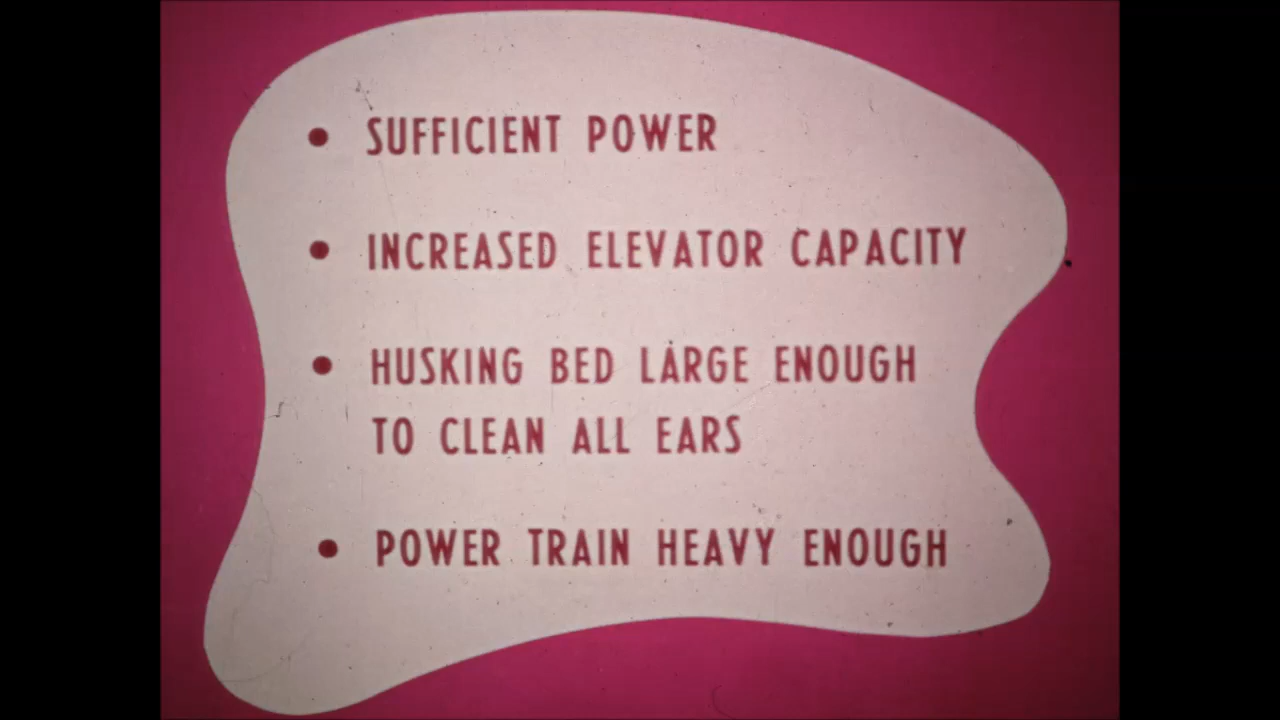 • SUFFICIENT POWER
• INCREASED ELEVATOR CAPACITY
• HUSKING BED LARGE ENOUGH
TO CLEAN ALL EARS
• POWER TRAIN HEAVY ENOUGH